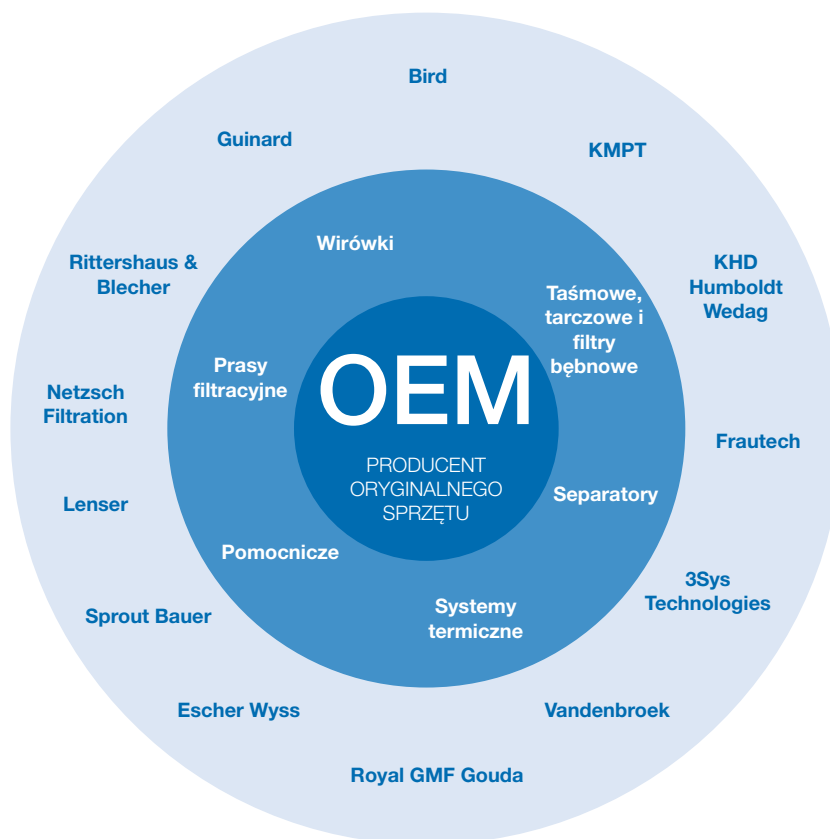 Bird
Guinard
KMPT
Wirówki
Rittershaus &
Blecher
KHD
Humboldt
Wedag
Taśmowe,
tarczowe i
filtry
bębnowe
Prasy
filtracyjne
OEM
PRODUCENT
ORYGINALNEGO
SPRZĘTU
Netzsch
Filtration
Frautech
Lenser
Separatory
Pomocnicze
3Sys
Technologies
Sprout Bauer
Systemy
termiczne
Escher Wyss
Vandenbroek
Royal GMF Gouda